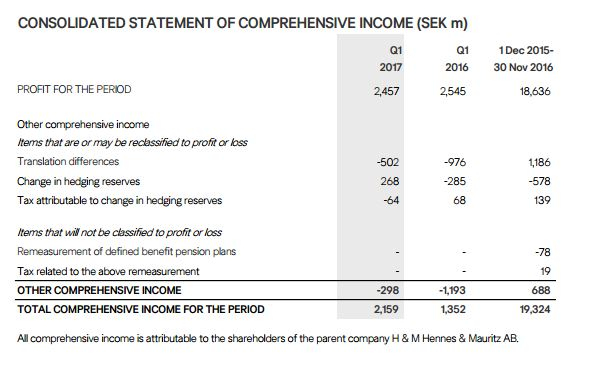 CONSOLIDATED STATEMENT OF COMPREHENSIVE INCOME (SEK m)
Q1 Q1 1 Dec 2015-
2017 2016 30 Nov 2016
PROFIT FOR THE PERIOD 2,457 2,545 18,636
Other comprehensive income
Items that are or may be reclassified to profit or loss
Translation differences -502 -976 1,186
Change in hedging reserves 268 -285 -578
Tax attributable to change in hedging reserves -64 68 139
Items that will not be classified to profit or loss
Remeasurement of defined benefit pension plans - - -78
Tax related to the above remeasurement - - 19
OTHER COMPREHENSIVE INCOME -298 -1,193 688
TOTAL COMPREHENSIVE INCOME FOR THE PERIOD 2,159 1,352 19,324
All comprehensive income is attributable to the shareholders of the parent company H & M Hennes & Mauritz AB.